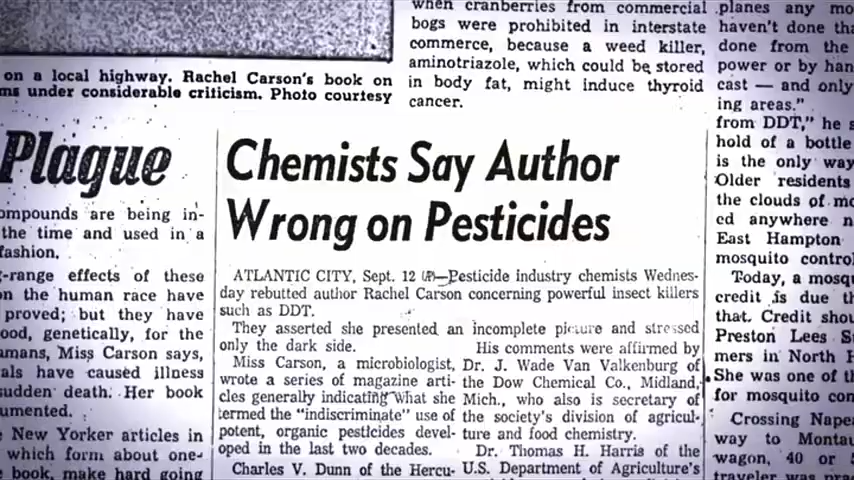 on a local highway. Rachel Carson's book on
ms under considerable criticism. Photo courtesy
Plague
ompounds are being in-
the time and used in a
fashion.
-range effects of these
on the human race have
proved; but they have
ood, genetically, for the
umans, Miss Carson says,
als have caused illness
sudden death. Her book
umented.
New Yorker articles in
which form about one-
book, make hard going
when cranberries from commercial
bogs were prohibited in interstate
commerce, because a weed killer,
aminotriazole, which could be stored
in body fat, might induce thyroid
cancer.
Chemists Say Author
Wrong on Pesticides
ATLANTIC CITY, Sept. 12 (AP)—Pesticide industry chemists Wednes-
day rebutted author Rachel Carson concerning powerful insect killers
such as DDT.
They asserted she presented an incomplete picture and stressed
only the dark side.
Miss Carson, a microbiologist,
wrote a series of magazine arti-
cles generally indicating what she
termed the "indiscriminate" use of
potent, organic pesticides devel-
oped in the last two decades.
Charles V. Dunn of the Hercu-
His comments were affirmed by
Dr. J. Wade Van Valkenburg of
the Dow Chemical Co., Midland,
Mich., who also is secretary of
the society's division of agricul-
ture and food chemistry.
Dr. Thomas H. Harris of the
U.S. Department of Agriculture's
planes any mo
haven't done tha
done from the
power or by han
cast — and only
ing areas."
from DDT," he s
hold of a bottle
is the only way
Older residents
the clouds of mo
ed anywhere n
East Hampton
mosquito control
Today, a mosqu
credit is due th
that. Credit shou
Preston Lees S
mers in North H
She was one of th
for mosquito con
Crossing Nape
way to Montau
wagon, 40 or 5
traveler was prac